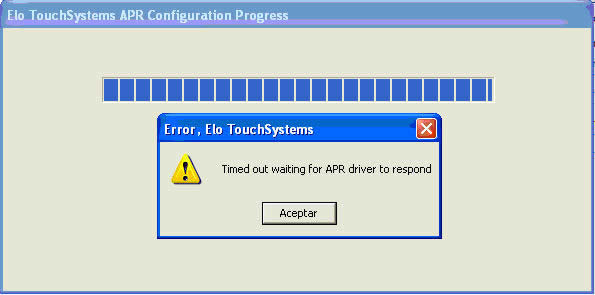 Elo TouchSystems APR Configuration Progress
Error, Elo TouchSystems
Timed out waiting for APR driver to respond
Aceptar